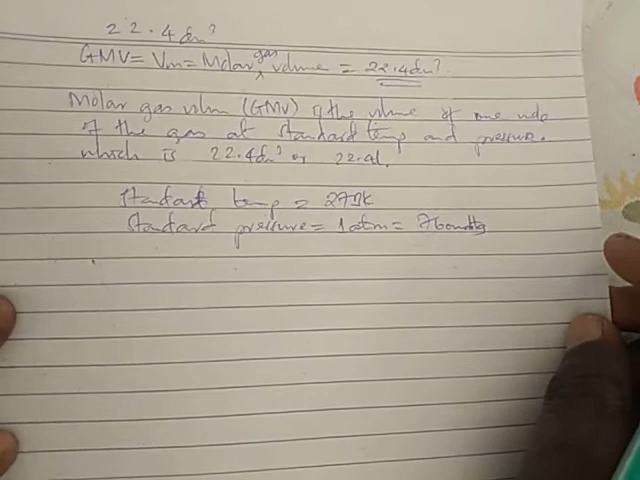 22.4dm³
GMV = Vm = Molar gas volume = 22.4dm³.
Molar gas volm (GMV) of the volume of one mole
of the gas at standard temp and pressure.
which is 22.4dm³ or 22.4l.
Standard temp = 273K
Standard pressure = 1atm = 760mmHg